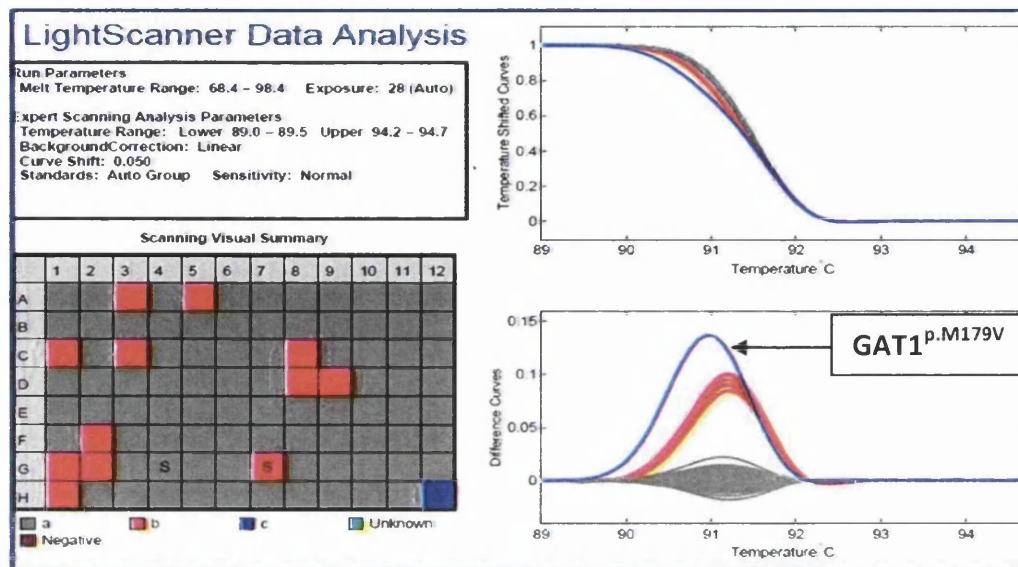 LightScanner Data Analysis
Run Parameters
Melt Temperature Range: 68.4 - 98.4 Exposure: 28 (Auto)
Expert Scanning Analysis Parameters
Temperature Range: Lower 89.0 - 89.5 Upper 94.2 - 94.7
BackgroundCorrection: Linear
Curve Shift: 0.050
Standards: Auto Group Sensitivity: Normal
Scanning Visual Summary
1 2 3 4 5 6 7 8 9 10 11 12
A
B
C
D
E
F
G S S
H
a b c Unknown
Negative
Temperature Shifted Curves
1
0.8
0.6
0.4
0.2
0
89 90 91 92 93 94
Temperature C
Difference Curves
0.15
0.1
0.05
0
GAT1p.M179V
89 90 91 92 93 94
Temperature C